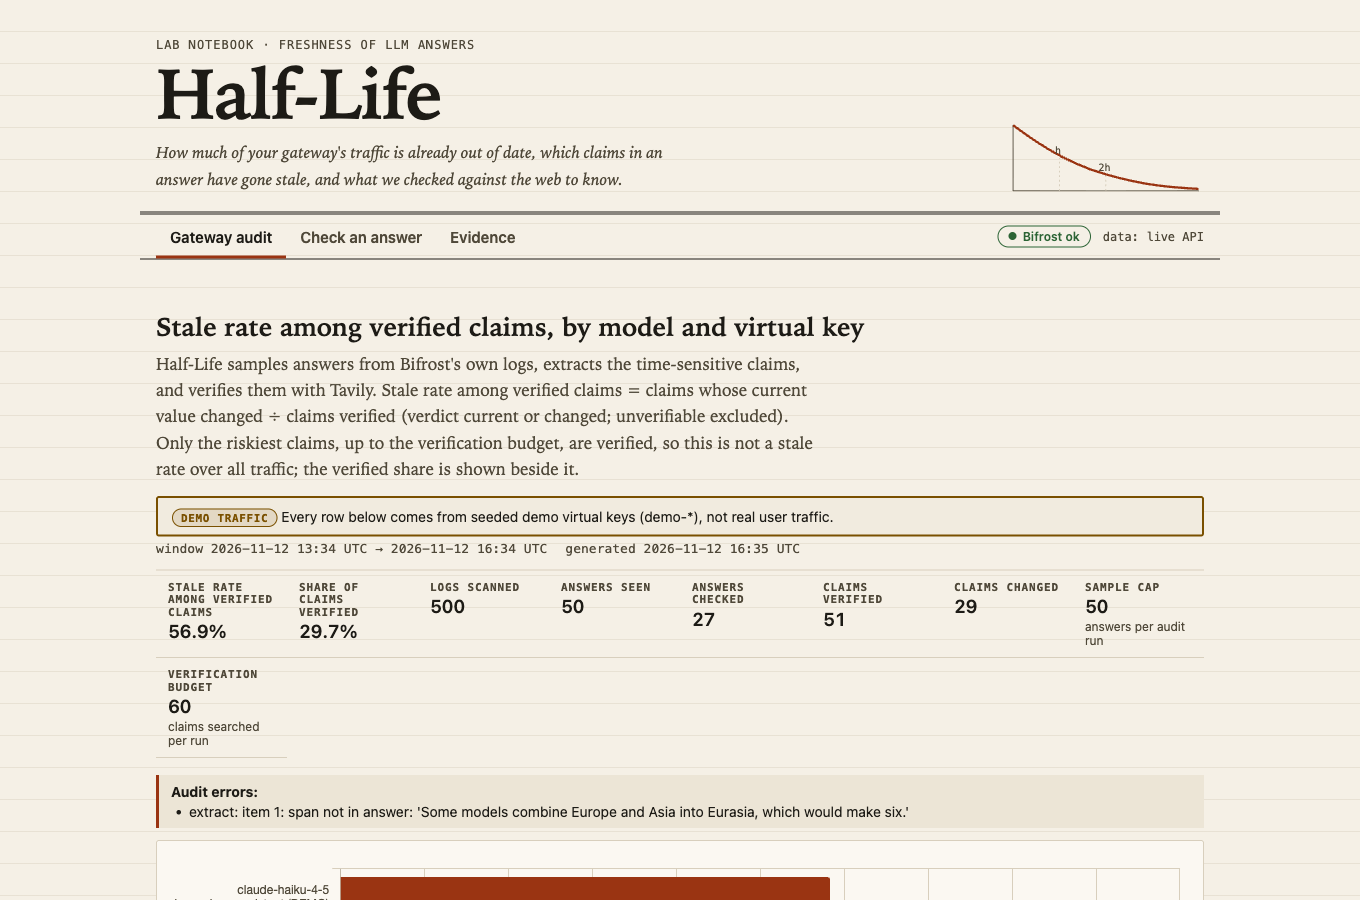 LAB NOTEBOOK · FRESHNESS OF LLM ANSWERS
Half-Life
How much of your gateway's traffic is already out of date, which claims in an
answer have gone stale, and what we checked against the web to know.
h
2h
Gateway audit
Check an answer
Evidence
Bifrost ok
data: live API
Stale rate among verified claims, by model and virtual key
Half-Life samples answers from Bifrost's own logs, extracts the time-sensitive claims,
and verifies them with Tavily. Stale rate among verified claims = claims whose current
value changed ÷ claims verified (verdict current or changed; unverifiable excluded).
Only the riskiest claims, up to the verification budget, are verified, so this is not a stale
rate over all traffic; the verified share is shown beside it.
DEMO TRAFFIC Every row below comes from seeded demo virtual keys (demo-*), not real user traffic.
window 2026-11-12 13:34 UTC → 2026-11-12 16:34 UTC generated 2026-11-12 16:35 UTC
STALE RATE
AMONG VERIFIED
CLAIMS
56.9%
SHARE OF
CLAIMS
VERIFIED
29.7%
LOGS SCANNED
500
ANSWERS SEEN
50
ANSWERS
CHECKED
27
CLAIMS
VERIFIED
51
CLAIMS CHANGED
29
SAMPLE CAP
50
answers per audit
run
VERIFICATION
BUDGET
60
claims searched
per run
Audit errors:
• extract: item 1: span not in answer: 'Some models combine Europe and Asia into Eurasia, which would make six.'
claude-haiku-4-5